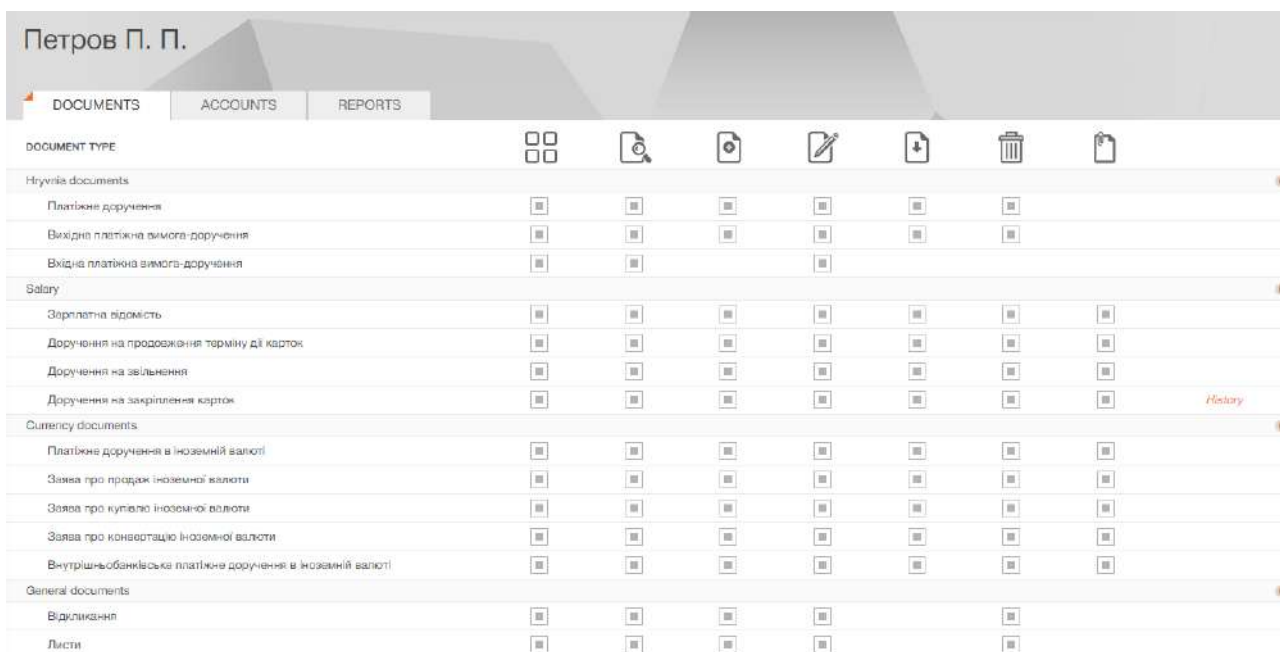 Петров П. П.
DOCUMENTS ACCOUNTS REPORTS
DOCUMENT TYPE
Hryvnia documents
Платіжне доручення
Вихідна платіжна вимога-доручення
Вхідна платіжна вимога-доручення
Salary
Зарплатна відомість
Доручення на продовження терміну дії карток
Доручення на звільнення
Доручення на закріплення карток History
Currency documents
Платіжне доручення в іноземній валюті
Заява про продаж іноземної валюти
Заява про купівлю іноземної валюти
Заява про конвертацію іноземної валюти
Внутрішньобанківське платіжне доручення в іноземній валюті
General documents
Відкликання
Листи